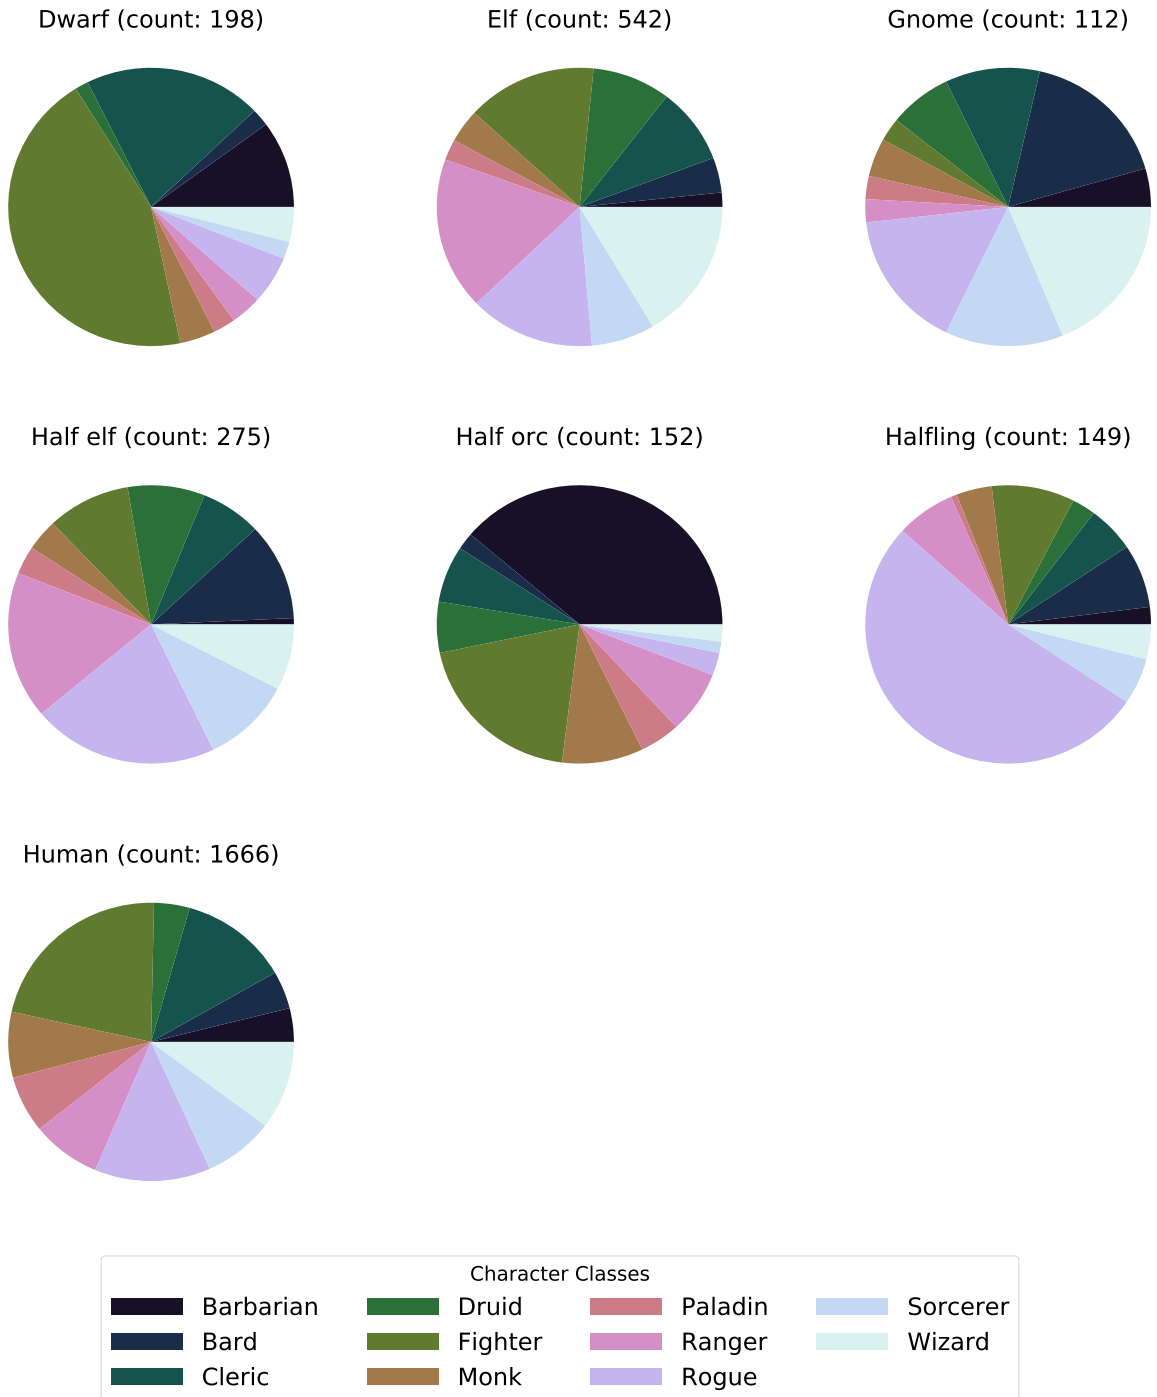 Dwarf (count: 198)
Elf (count: 542)
Gnome (count: 112)
Half elf (count: 275)
Half orc (count: 152)
Halfling (count: 149)
Human (count: 1666)
Character Classes
Barbarian
Bard
Cleric
Druid
Fighter
Monk
Paladin
Ranger
Rogue
Sorcerer
Wizard